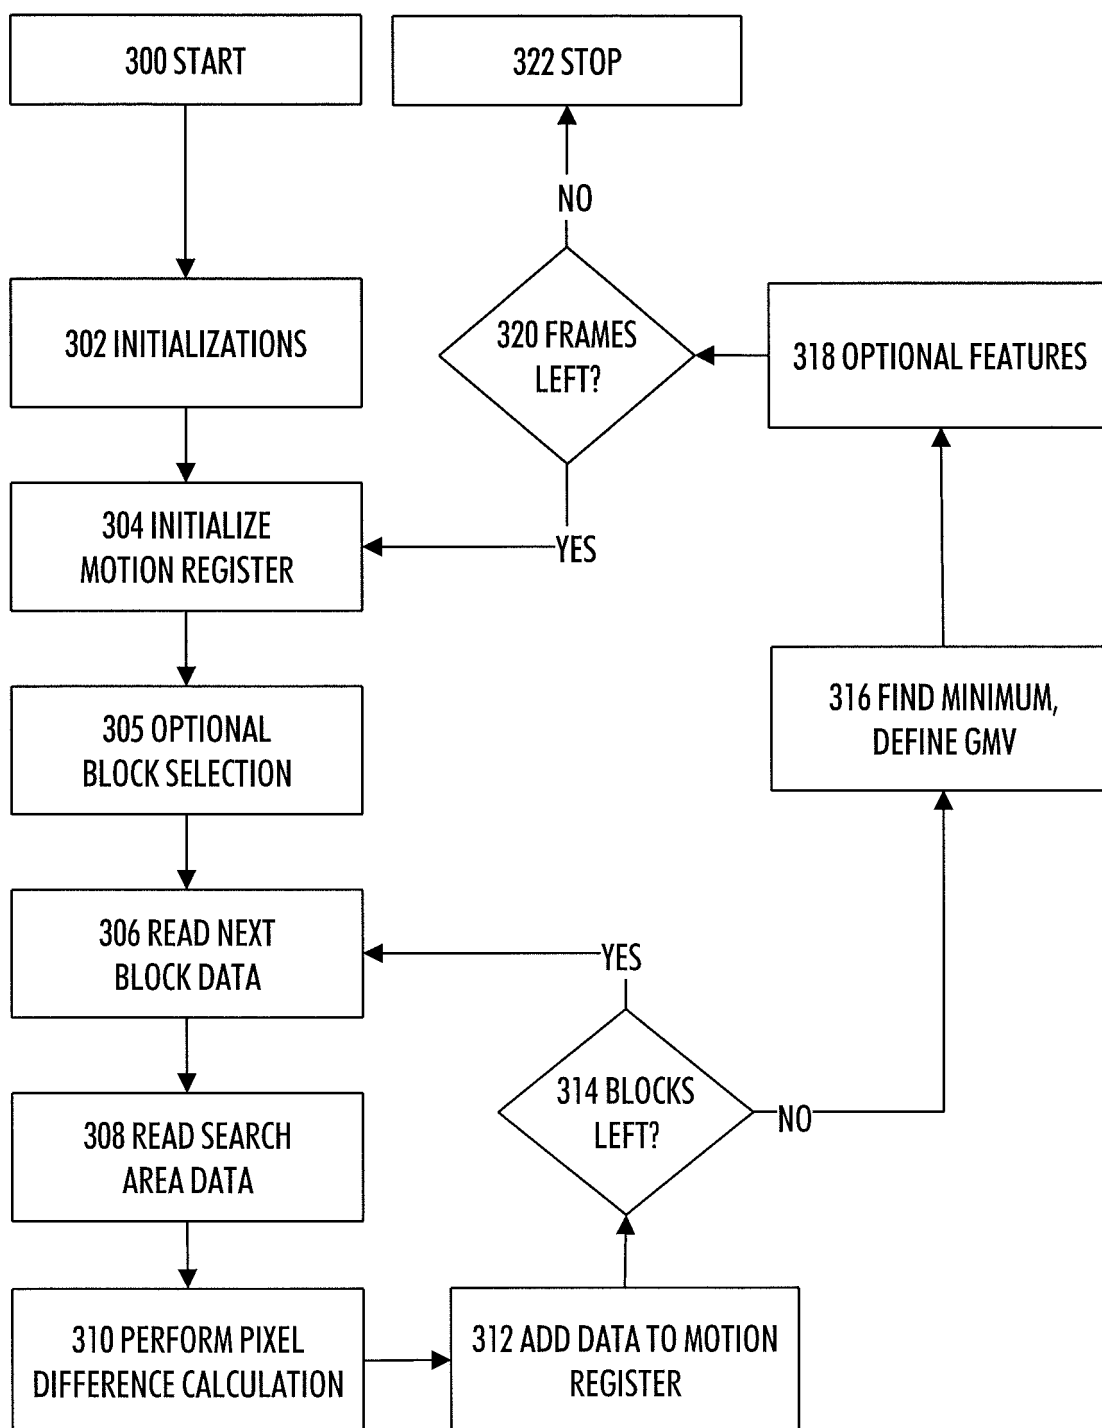 300 START
322 STOP
NO
302 INITIALIZATIONS
320 FRAMES
LEFT?
318 OPTIONAL FEATURES
304 INITIALIZE
MOTION REGISTER
YES
305 OPTIONAL
BLOCK SELECTION
316 FIND MINIMUM,
DEFINE GMV
306 READ NEXT
BLOCK DATA
YES
308 READ SEARCH
AREA DATA
314 BLOCKS
LEFT?
NO
310 PERFORM PIXEL
DIFFERENCE CALCULATION
312 ADD DATA TO MOTION
REGISTER